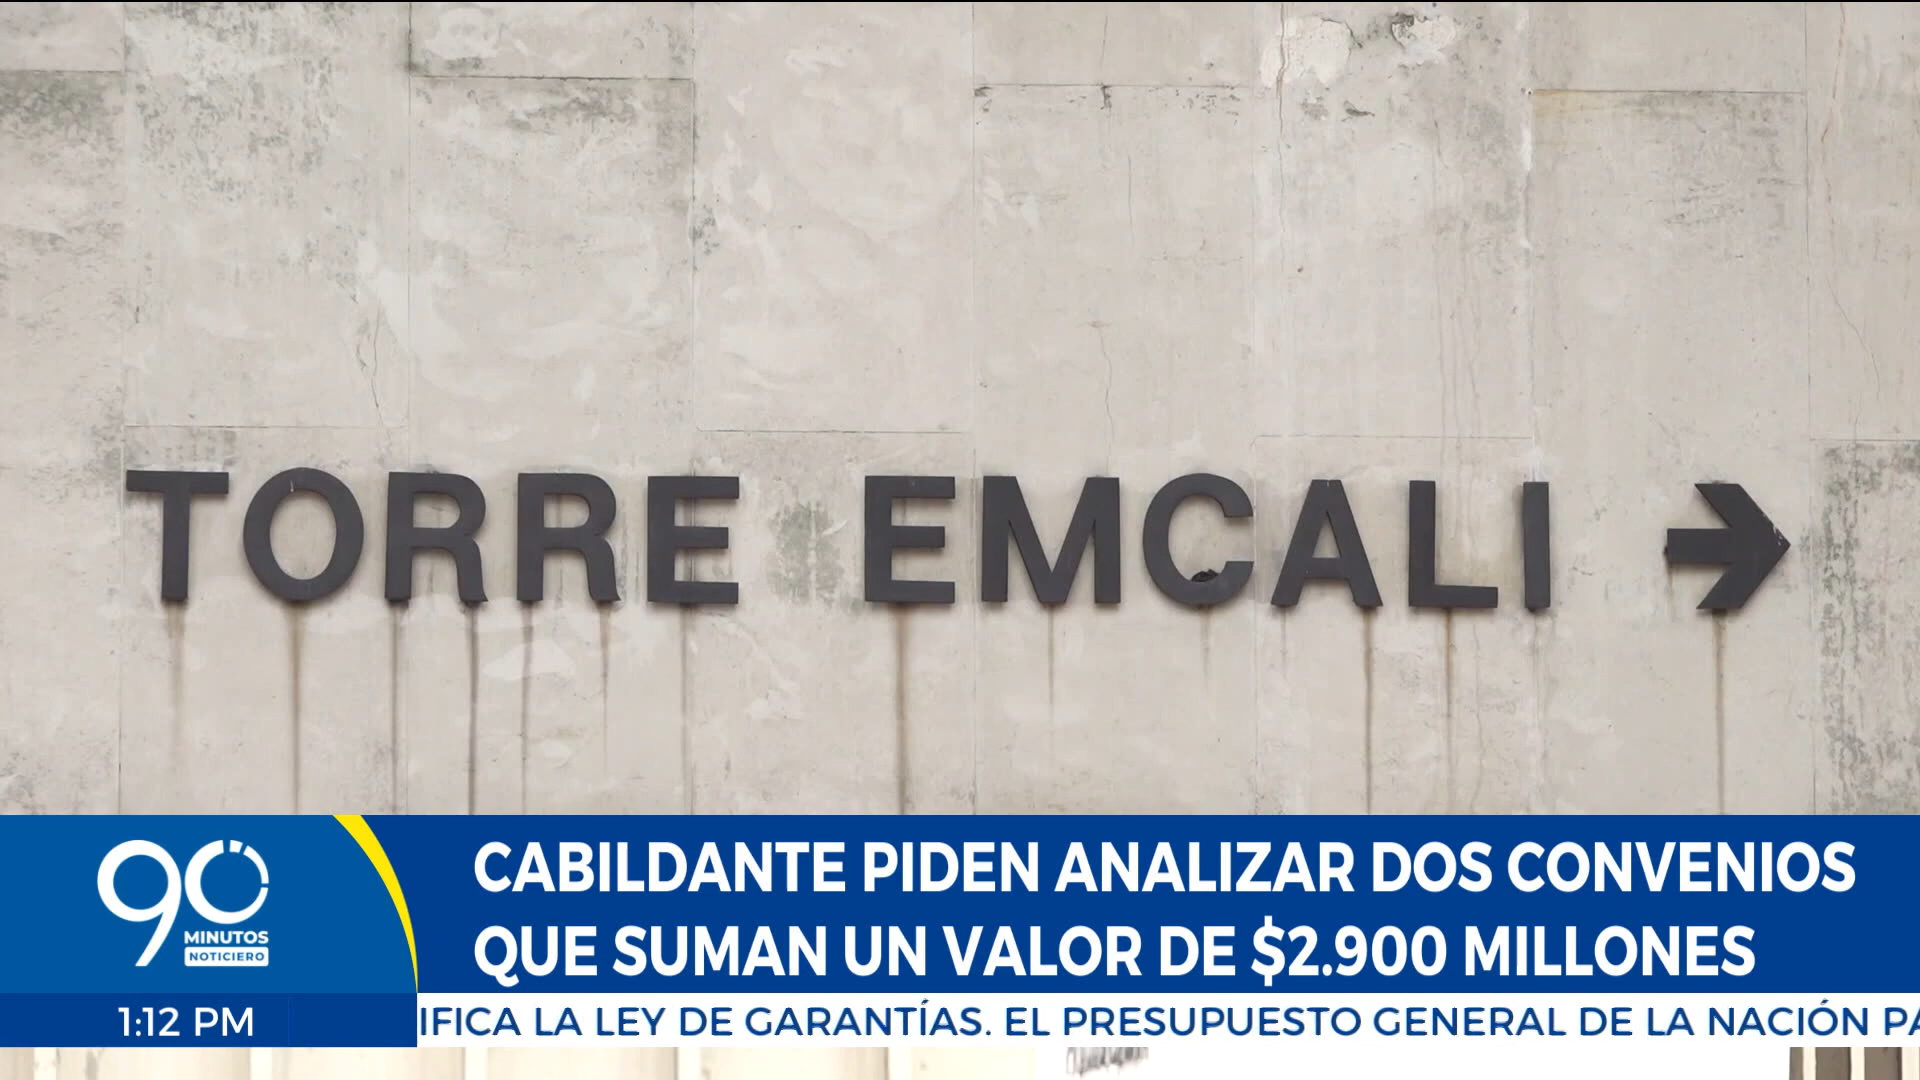 TORRE EMCALI
CABILDANTE PIDEN ANALIZAR DOS CONVENIOS
QUE SUMAN UN VALOR DE $2.900 MILLONES
90
MINUTOS
NOTICIERO
1:12 PM
IFICA LA LEY DE GARANTÍAS. EL PRESUPUESTO GENERAL DE LA NACIÓN PA